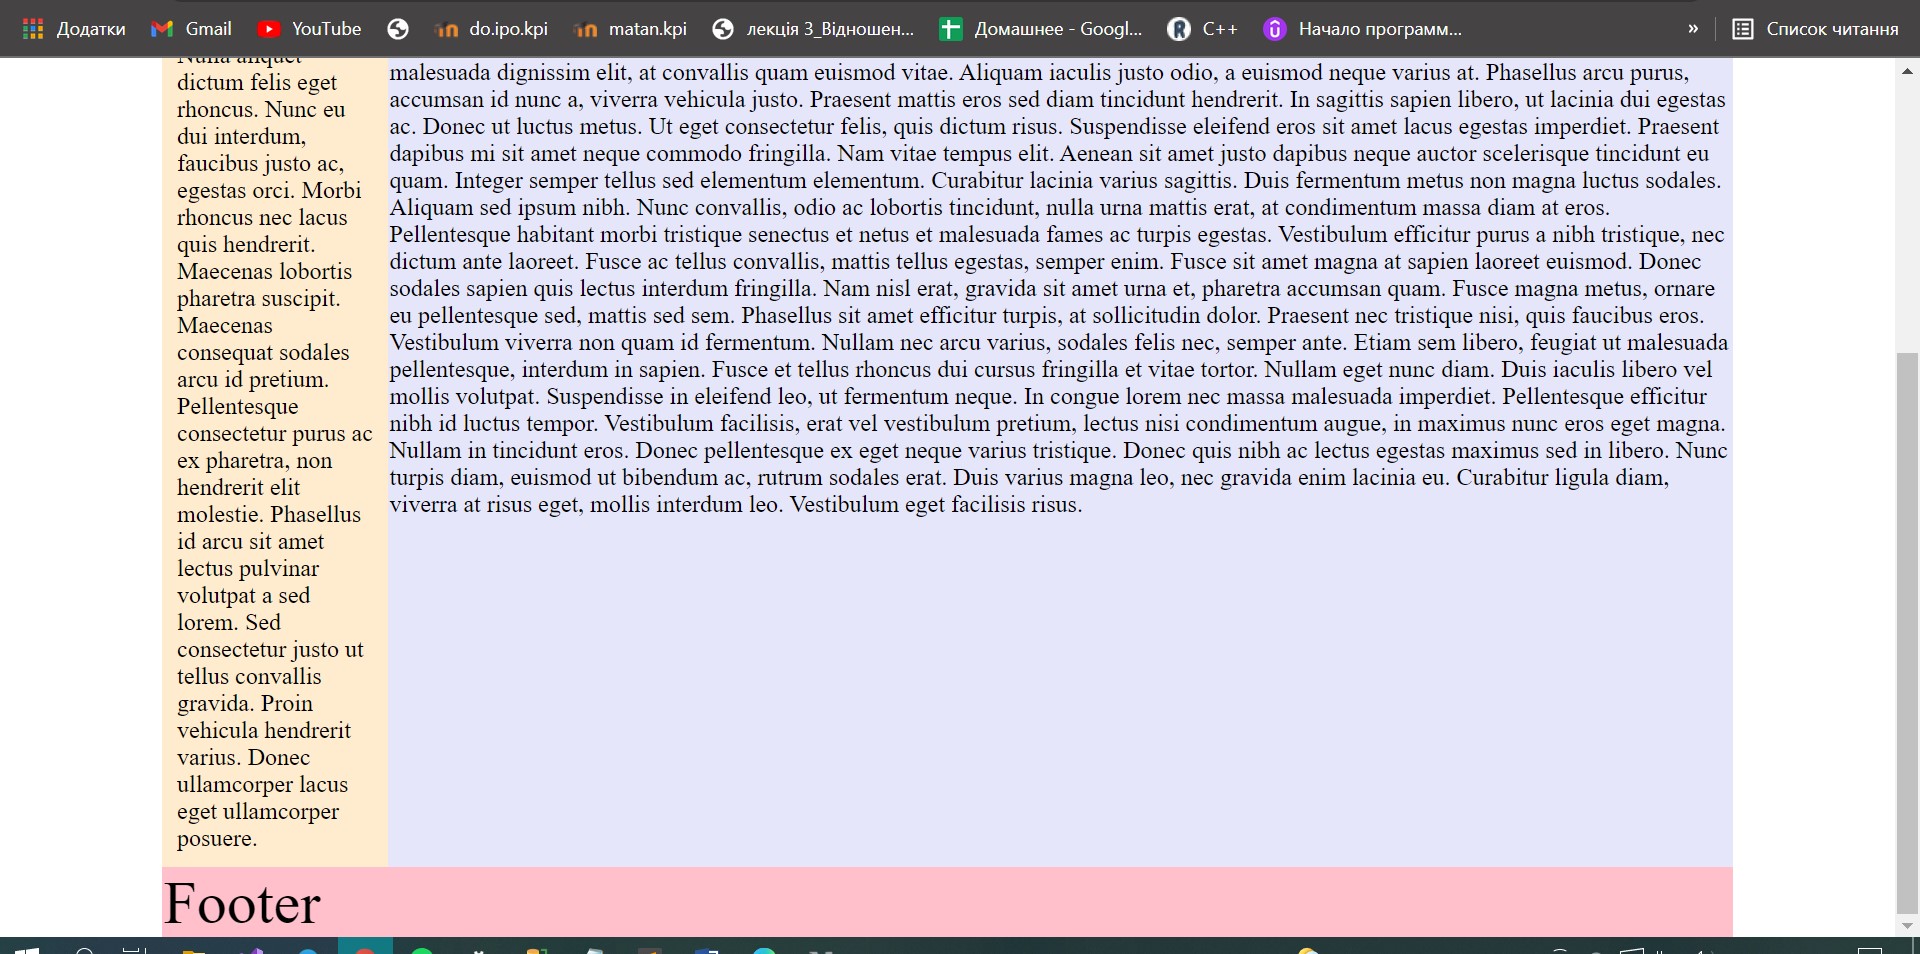 Додатки
Gmail
YouTube
do.ipo.kpi
matan.kpi
лекція 3_Відношен...
Домашнее - Googl...
C++
Начало программ...
»
Список читання
Nulla aliquet
dictum felis eget
rhoncus. Nunc eu
dui interdum,
faucibus justo ac,
egestas orci. Morbi
rhoncus nec lacus
quis hendrerit.
Maecenas lobortis
pharetra suscipit.
Maecenas
consequat sodales
arcu id pretium.
Pellentesque
consectetur purus ac
ex pharetra, non
hendrerit elit
molestie. Phasellus
id arcu sit amet
lectus pulvinar
volutpat a sed
lorem. Sed
consectetur justo ut
tellus convallis
gravida. Proin
vehicula hendrerit
varius. Donec
ullamcorper lacus
eget ullamcorper
posuere.
malesuada dignissim elit, at convallis quam euismod vitae. Aliquam iaculis justo odio, a euismod neque varius at. Phasellus arcu purus,
accumsan id nunc a, viverra vehicula justo. Praesent mattis eros sed diam tincidunt hendrerit. In sagittis sapien libero, ut lacinia dui egestas
ac. Donec ut luctus metus. Ut eget consectetur felis, quis dictum risus. Suspendisse eleifend eros sit amet lacus egestas imperdiet. Praesent
dapibus mi sit amet neque commodo fringilla. Nam vitae tempus elit. Aenean sit amet justo dapibus neque auctor scelerisque tincidunt eu
quam. Integer semper tellus sed elementum elementum. Curabitur lacinia varius sagittis. Duis fermentum metus non magna luctus sodales.
Aliquam sed ipsum nibh. Nunc convallis, odio ac lobortis tincidunt, nulla urna mattis erat, at condimentum massa diam at eros.
Pellentesque habitant morbi tristique senectus et netus et malesuada fames ac turpis egestas. Vestibulum efficitur purus a nibh tristique, nec
dictum ante laoreet. Fusce ac tellus convallis, mattis tellus egestas, semper enim. Fusce sit amet magna at sapien laoreet euismod. Donec
sodales sapien quis lectus interdum fringilla. Nam nisl erat, gravida sit amet urna et, pharetra accumsan quam. Fusce magna metus, ornare
eu pellentesque sed, mattis sed sem. Phasellus sit amet efficitur turpis, at sollicitudin dolor. Praesent nec tristique nisi, quis faucibus eros.
Vestibulum viverra non quam id fermentum. Nullam nec arcu varius, sodales felis nec, semper ante. Etiam sem libero, feugiat ut malesuada
pellentesque, interdum in sapien. Fusce et tellus rhoncus dui cursus fringilla et vitae tortor. Nullam eget nunc diam. Duis iaculis libero vel
mollis volutpat. Suspendisse in eleifend leo, ut fermentum neque. In congue lorem nec massa malesuada imperdiet. Pellentesque efficitur
nibh id luctus tempor. Vestibulum facilisis, erat vel vestibulum pretium, lectus nisi condimentum augue, in maximus nunc eros eget magna.
Nullam in tincidunt eros. Donec pellentesque ex eget neque varius tristique. Donec quis nibh ac lectus egestas maximus sed in libero. Nunc
turpis diam, euismod ut bibendum ac, rutrum sodales erat. Duis varius magna leo, nec gravida enim lacinia eu. Curabitur ligula diam,
viverra at risus eget, mollis interdum leo. Vestibulum eget facilisis risus.
Footer